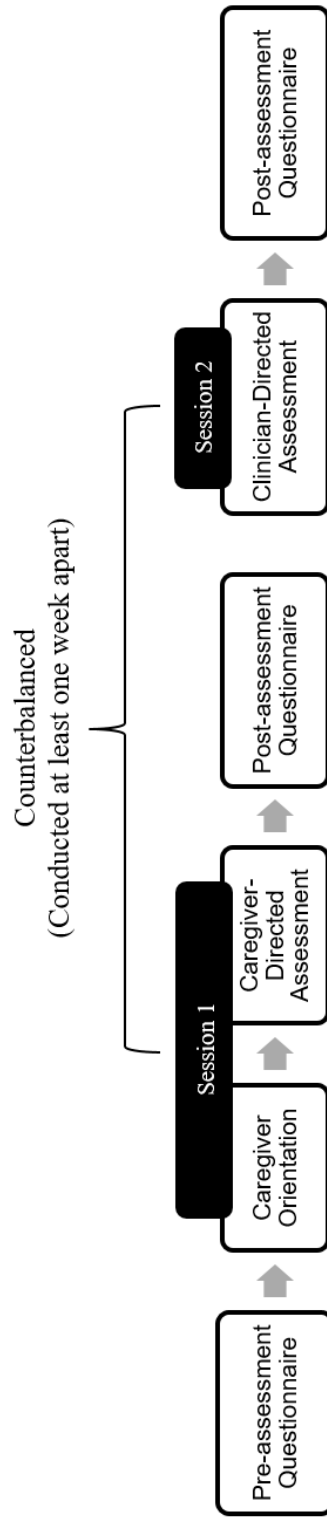 Counterbalanced
(Conducted at least one week apart)
Session 1
Session 2
Pre-assessment
Questionnaire
Caregiver
Orientation
Caregiver-
Directed
Assessment
Post-assessment
Questionnaire
Clinician-Directed
Assessment
Post-assessment
Questionnaire